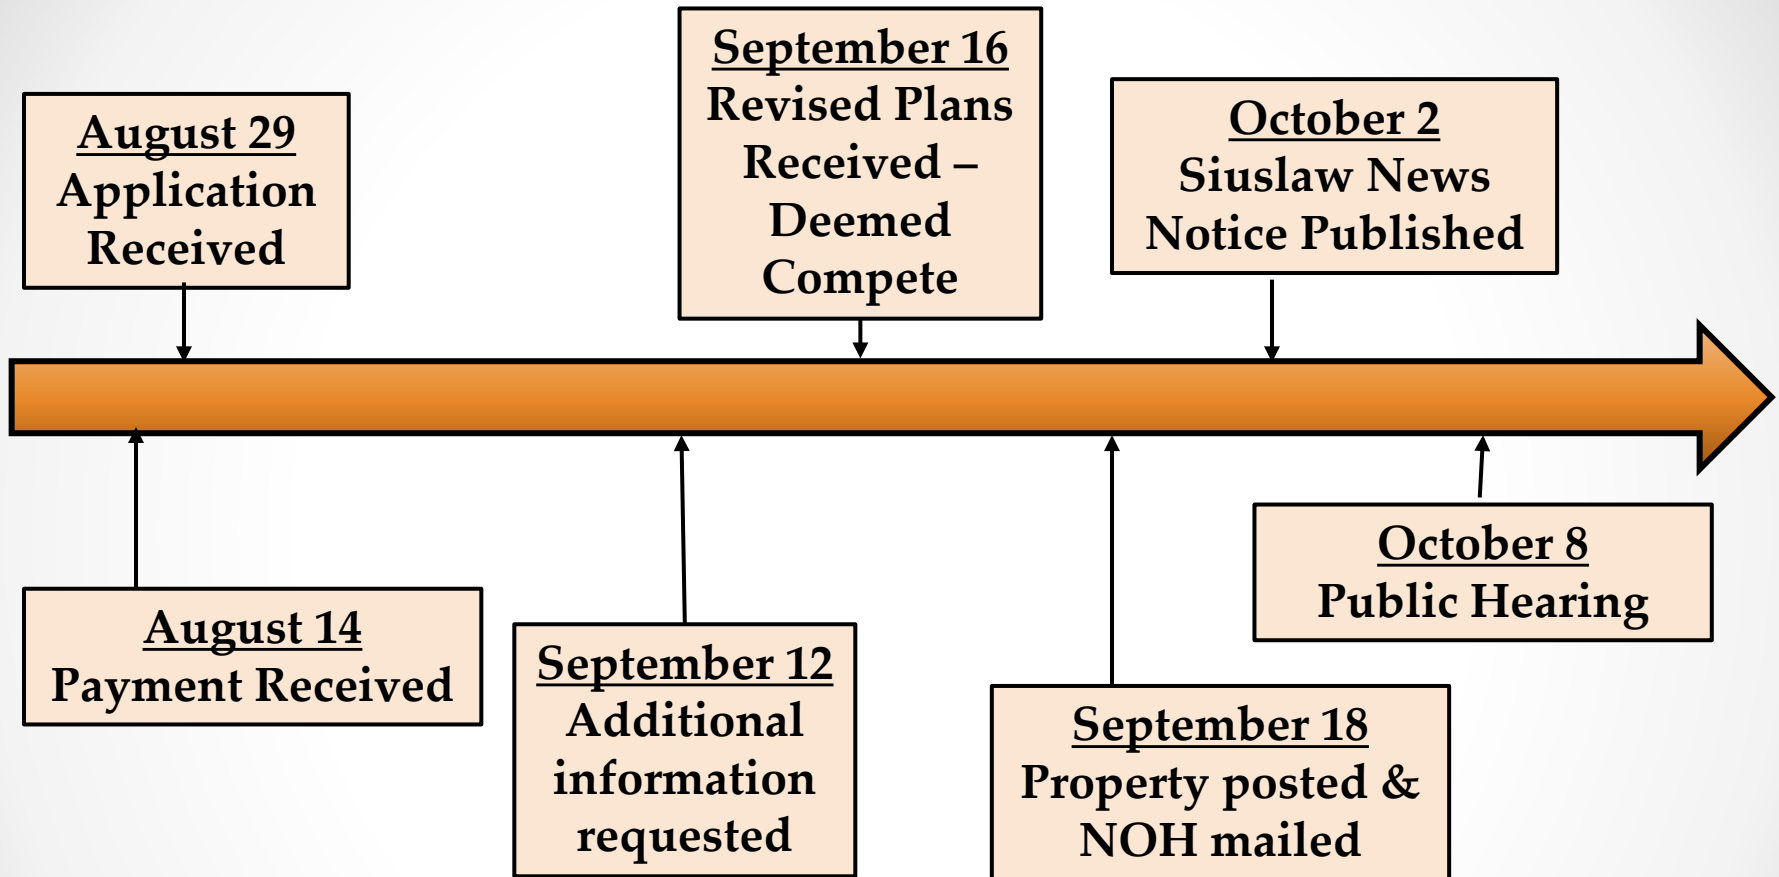 August 29
Application
Received
September 16
Revised Plans
Received –
Deemed
Compete
October 2
Siuslaw News
Notice Published
August 14
Payment Received
September 12
Additional
information
requested
September 18
Property posted &
NOH mailed
October 8
Public Hearing